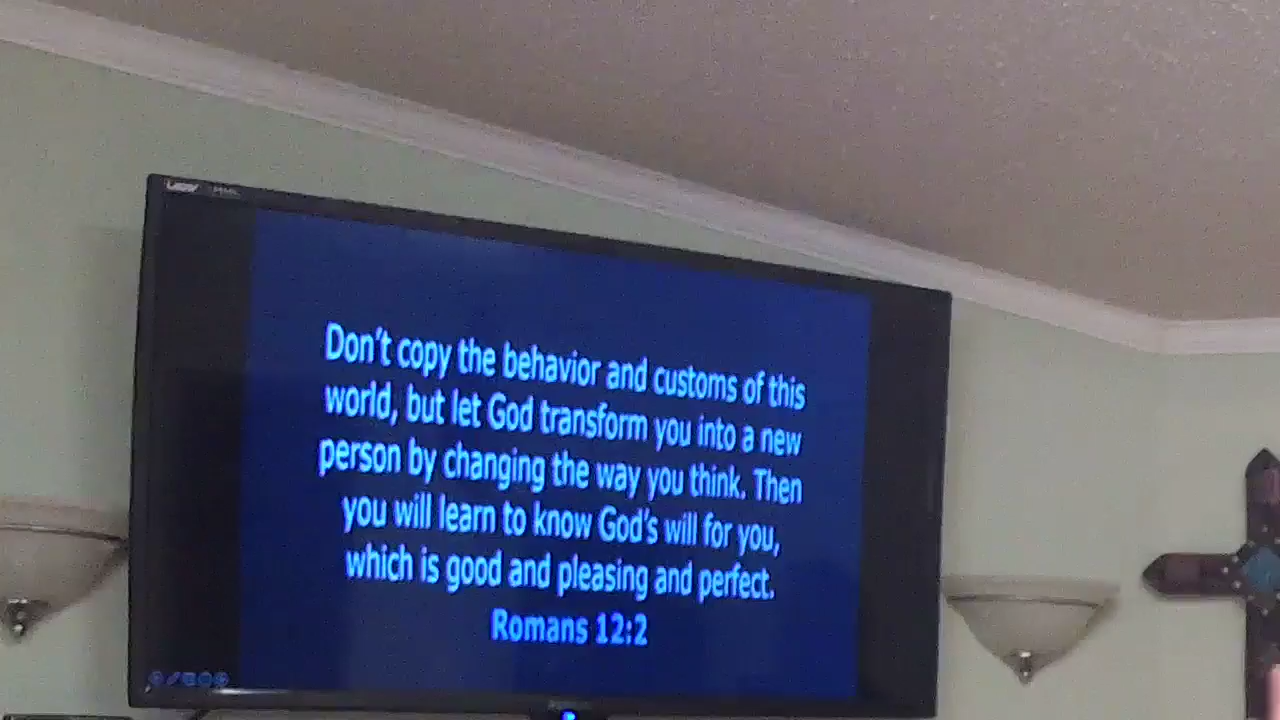 Don't copy the behavior and customs of this
world, but let God transform you into a new
person by changing the way you think. Then
you will learn to know God's will for you,
which is good and pleasing and perfect.
Romans 12:2